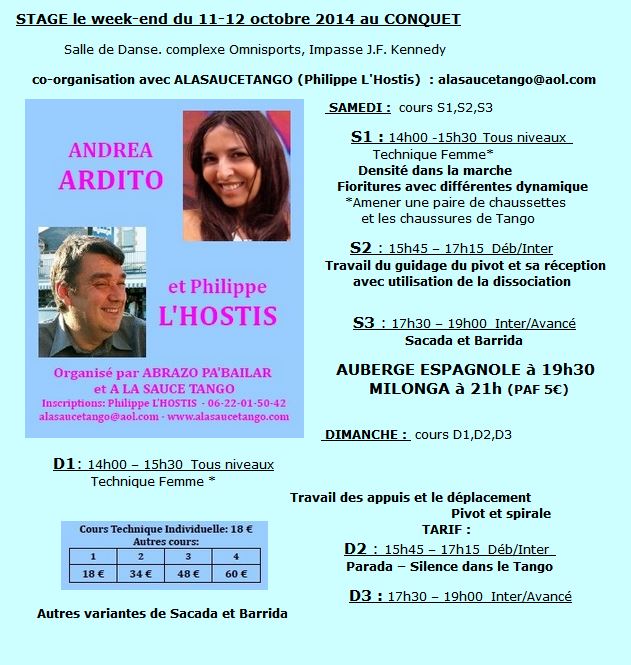 STAGE le week-end du 11-12 octobre 2014 au CONQUET
Salle de Danse. complexe Omnisports, Impasse J.F. Kennedy
co-organisation avec ALASAUCETANGO (Philippe L'Hostis) : alasaucetango@aol.com
ANDREA
ARDITO
et Philippe
L'HOSTIS
Organisé par ABRAZO PA'BAILAR
et A LA SAUCE TANGO
Inscriptions: Philippe L'HOSTIS - 06-22-01-50-42
alasaucetango@aol.com - www.alasaucetango.com
SAMEDI : cours S1,S2,S3
S1 : 14h00 -15h30 Tous niveaux
Technique Femme*
Densité dans la marche
Fioritures avec différentes dynamique
*Amener une paire de chaussettes
et les chaussures de Tango
S2 : 15h45 – 17h15 Déb/Inter
Travail du guidage du pivot et sa réception
avec utilisation de la dissociation
S3 : 17h30 – 19h00 Inter/Avancé
Sacada et Barrida
AUBERGE ESPAGNOLE à 19h30
MILONGA à 21h (PAF 5€)
DIMANCHE : cours D1,D2,D3
D1: 14h00 – 15h30 Tous niveaux
Technique Femme *
Travail des appuis et le déplacement
Pivot et spirale
TARIF :
Cours Technique Individuelle: 18 €
Autres cours:
1 2 3 4
18 € 34 € 48 € 60 €
D2 : 15h45 – 17h15 Déb/Inter
Parada – Silence dans le Tango
D3 : 17h30 – 19h00 Inter/Avancé
Autres variantes de Sacada et Barrida